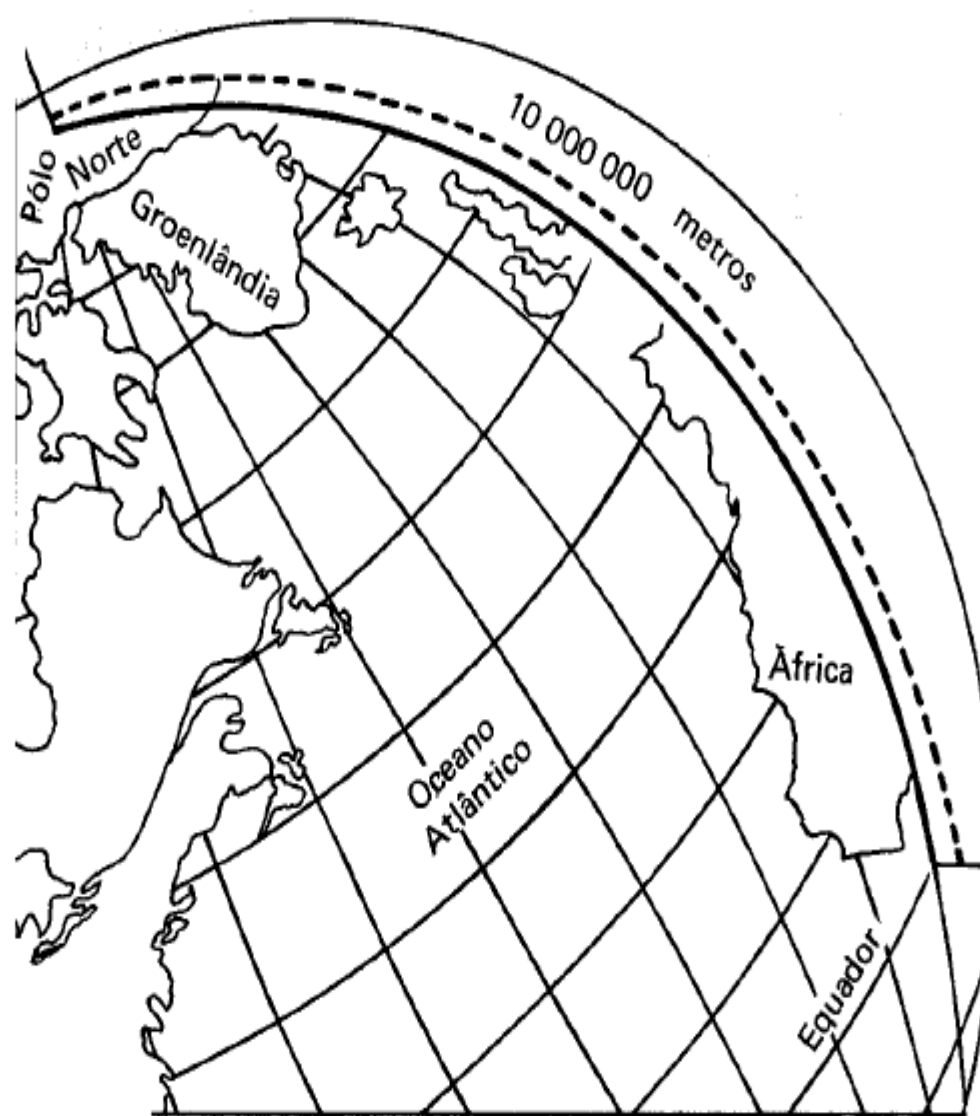 10 000 000 metros
Pólo Norte
Groenlândia
África
Oceano
Atlântico
Equador